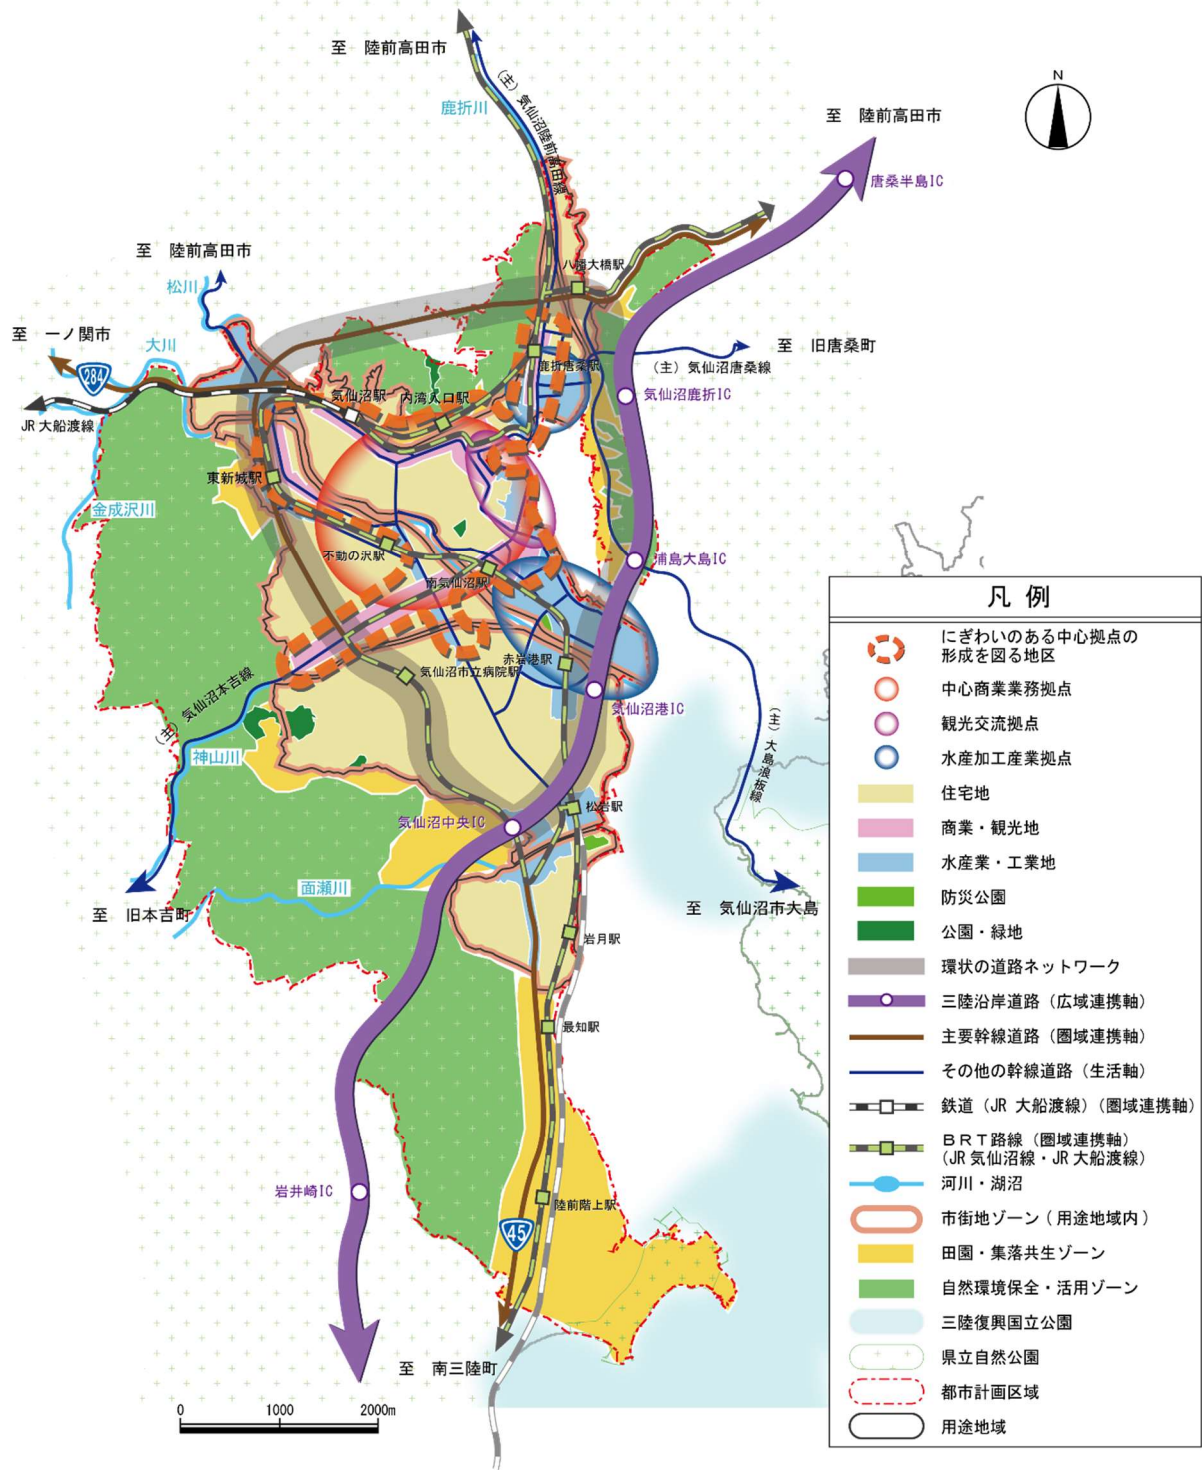 至 陸前高田市
鹿折川
(主)気仙沼陸前高田線
N
至 陸前高田市
唐桑半島IC
至 陸前高田市
松川
八幡大橋駅
至 一ノ関市
大川
284
至 旧唐桑町
(主)気仙沼唐桑線
鹿折唐桑駅
気仙沼鹿折IC
気仙沼駅
内湾入口駅
JR大船渡線
東新城駅
金成沢川
不動の沢駅
南気仙沼駅
浦島大島IC
赤岩港駅
気仙沼市立病院駅
(主)気仙沼本吉線
気仙沼港IC
神山川
(主)大島浪板線
松岩駅
気仙沼中央IC
面瀬川
至 旧本吉町
至 気仙沼市大島
岩月駅
最知駅
岩井崎IC
陸前階上駅
45
至 南三陸町
0 1000 2000m
凡 例
にぎわいのある中心拠点の
形成を図る地区
中心商業業務拠点
観光交流拠点
水産加工産業拠点
住宅地
商業・観光地
水産業・工業地
防災公園
公園・緑地
環状の道路ネットワーク
三陸沿岸道路(広域連携軸)
主要幹線道路(圏域連携軸)
その他の幹線道路(生活軸)
鉄道(JR 大船渡線)(圏域連携軸)
BRT路線(圏域連携軸)
(JR気仙沼線・JR大船渡線)
河川・湖沼
市街地ゾーン(用途地域内)
田園・集落共生ゾーン
自然環境保全・活用ゾーン
三陸復興国立公園
県立自然公園
都市計画区域
用途地域